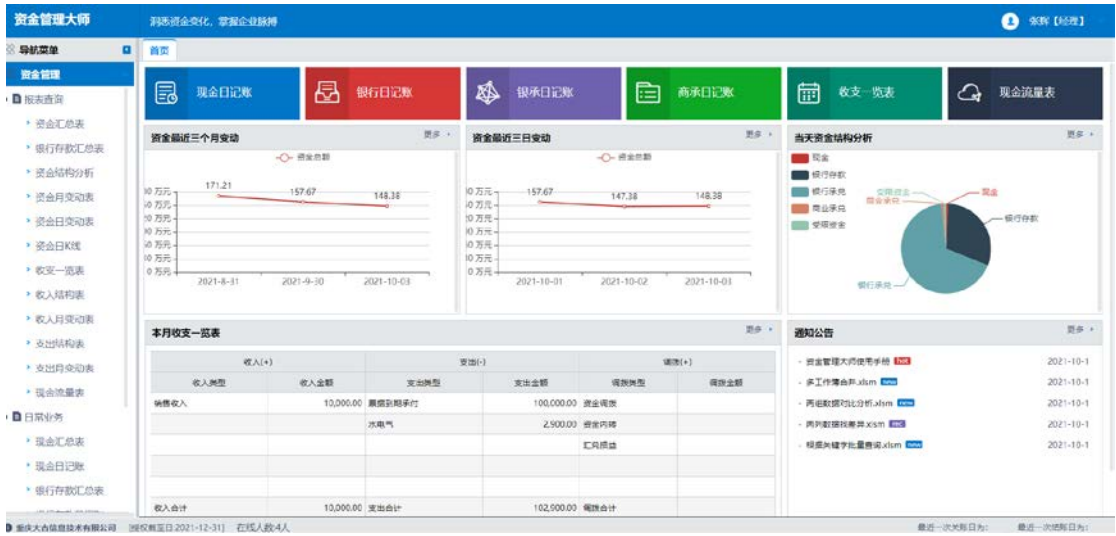 资金管理大师 洞悉资金变化，掌握企业脉搏 张辉【经理】
导航菜单 首页
资金管理
报表查询
资金汇总表
银行存款汇总表
资金结构分析
资金月变动表
资金日变动表
资金日K线
收支一览表
收入结构表
收入月变动表
支出结构表
支出月变动表
现金流量表
日常业务
现金汇总表
现金日记账
银行存款汇总表
现金日记账 银行日记账 银承日记账 商承日记账 收支一览表 现金流量表
资金最近三个月变动 更多
资金总额
171.21 157.67 148.38
0 万元
2021-8-31 2021-9-30 2021-10-03
资金最近三日变动 更多
资金总额
157.67 147.38 148.38
0 万元
2021-10-01 2021-10-02 2021-10-03
当天资金结构分析 更多
现金
银行存款
银行承兑
商业承兑
受限资金
受限资金 现金
商业承兑
银行存款
银行承兑
本月收支一览表 更多
收入(+) 支出(-) 调拨(+)
收入类型 收入金额 支出类型 支出金额 调拨类型 调拨金额
销售收入 10,000.00 票据到期承付 100,000.00 资金调拨
水电气 2,900.00 资金内转
汇兑损益
收入合计 10,000.00 支出合计 102,900.00 调拨合计
通知公告 更多
- 资金管理大师使用手册 hot 2021-10-1
- 多工作簿合并.xlsm new 2021-10-1
- 两组数据对比分析.xlsm new 2021-10-1
- 两列数据找差异.xlsm rec 2021-10-1
- 根据关键字批量查询.xlsm new 2021-10-1
重庆大合信息技术有限公司 [授权截至日:2021-12-31] 在线人数:4人 最近一次关账日为: 最近一次结账日为: